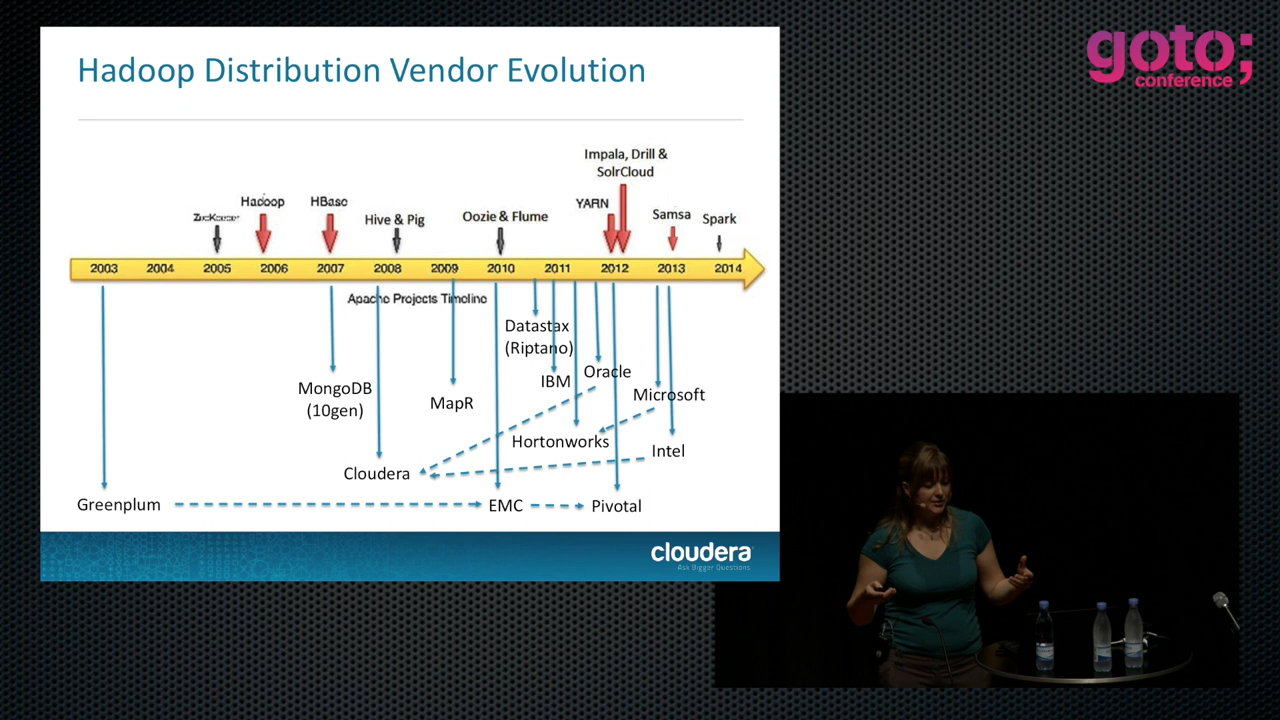 Hadoop Distribution Vendor Evolution
goto;
conference
Impala, Drill &
SolrCloud
Hadoop
HBase
YARN
Hive & Pig
Oozie & Flume
Samsa
Spark
2003
2004
2005
2006
2007
2008
2009
2010
2011
2012
2013
2014
Apache Projects Timeline
Datastax
(Riptano)
MongoDB
(10gen)
MapR
IBM
Oracle
Microsoft
Hortonworks
Intel
Cloudera
Greenplum
EMC
Pivotal
cloudera
Ask Bigger Questions